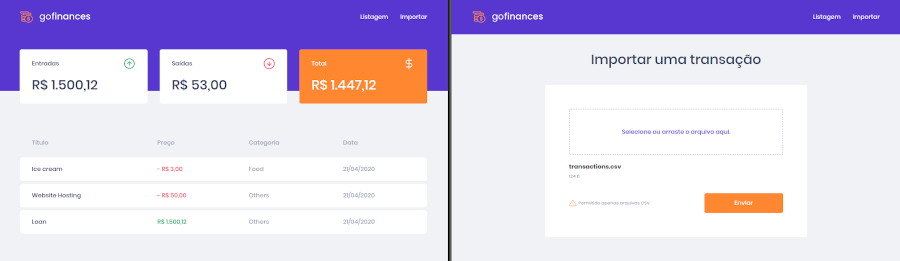 gofinances
Listagem Importar
Entradas
R$ 1.500,12
Saídas
R$ 53,00
Total
R$ 1.447,12
Título Preço Categoria Data
Ice cream - R$ 3,00 Food 21/04/2020
Website Hosting - R$ 50,00 Others 21/04/2020
Loan R$ 1.500,12 Others 21/04/2020
gofinances
Listagem Importar
Importar uma transação
Selecione ou arraste o arquivo aqui.
transactions.csv
Permitido apenas arquivos CSV
Enviar